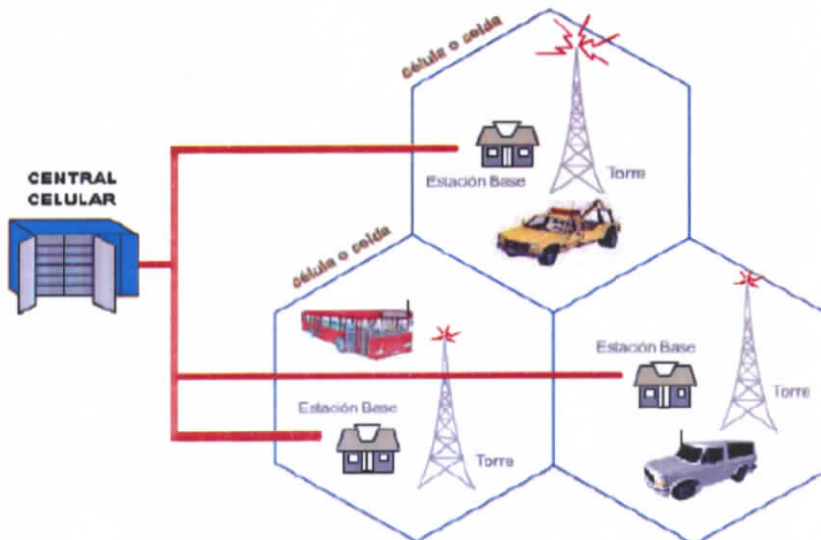 célula o celda
CENTRAL
CELULAR
Estación Base
Torre
célula o celda
Estación Base
Torre
Estación Base
Torre